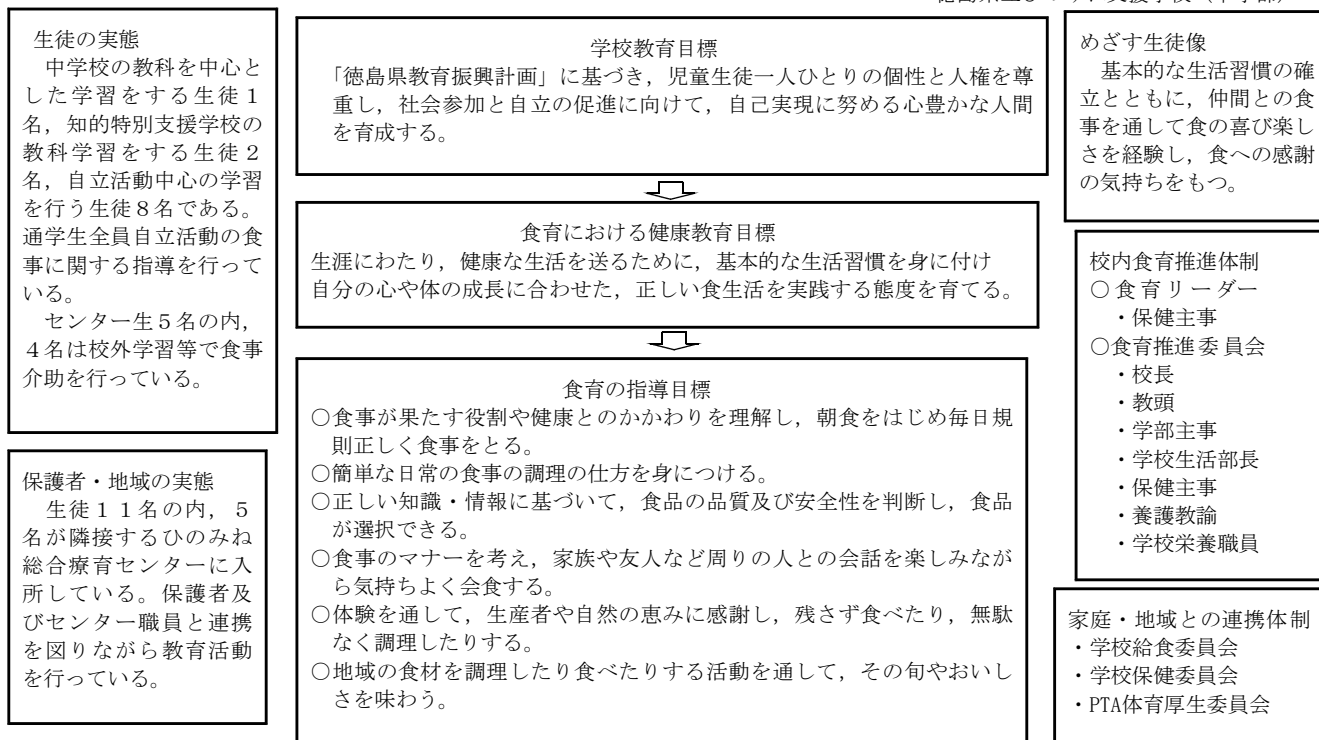 生徒の実態
中学校の教科を中心と
した学習をする生徒１
名，知的特別支援学校の
教科学習をする生徒２
名，自立活動中心の学習
を行う生徒８名である。
通学生全員自立活動の食
事に関する指導を行って
いる。
センター生５名の内，
４名は校外学習等で食事
介助を行っている。
保護者・地域の実態
生徒１１名の内，５
名が隣接するひのみね
総合療育センターに入
所している。保護者及
びセンター職員と連携
を図りながら教育活動
を行っている。
学校教育目標
「徳島県教育振興計画」に基づき，児童生徒一人ひとりの個性と人権を尊
重し，社会参加と自立の促進に向けて，自己実現に努める心豊かな人間
を育成する。
食育における健康教育目標
生涯にわたり，健康な生活を送るために，基本的な生活習慣を身に付け
自分の心や体の成長に合わせた，正しい食生活を実践する態度を育てる。
食育の指導目標
○食事が果たす役割や健康とのかかわりを理解し，朝食をはじめ毎日規
則正しく食事をとる。
○簡単な日常の食事の調理の仕方を身につける。
○正しい知識・情報に基づいて，食品の品質及び安全性を判断し，食品
が選択できる。
○食事のマナーを考え，家族や友人など周りの人との会話を楽しみなが
ら気持ちよく会食する。
○体験を通して，生産者や自然の恵みに感謝し，残さず食べたり，無駄
なく調理したりする。
○地域の食材を調理したり食べたりする活動を通して，その旬やおいし
さを味わう。
めざす生徒像
基本的な生活習慣の確
立とともに，仲間との食
事を通して食の喜び楽し
さを経験し，食への感謝
の気持ちをもつ。
校内食育推進体制
○食育リーダー
・保健主事
○食育推進委員会
・校長
・教頭
・学部主事
・学校生活部長
・保健主事
・養護教諭
・学校栄養職員
家庭・地域との連携体制
・学校給食委員会
・学校保健委員会
・PTA体育厚生委員会